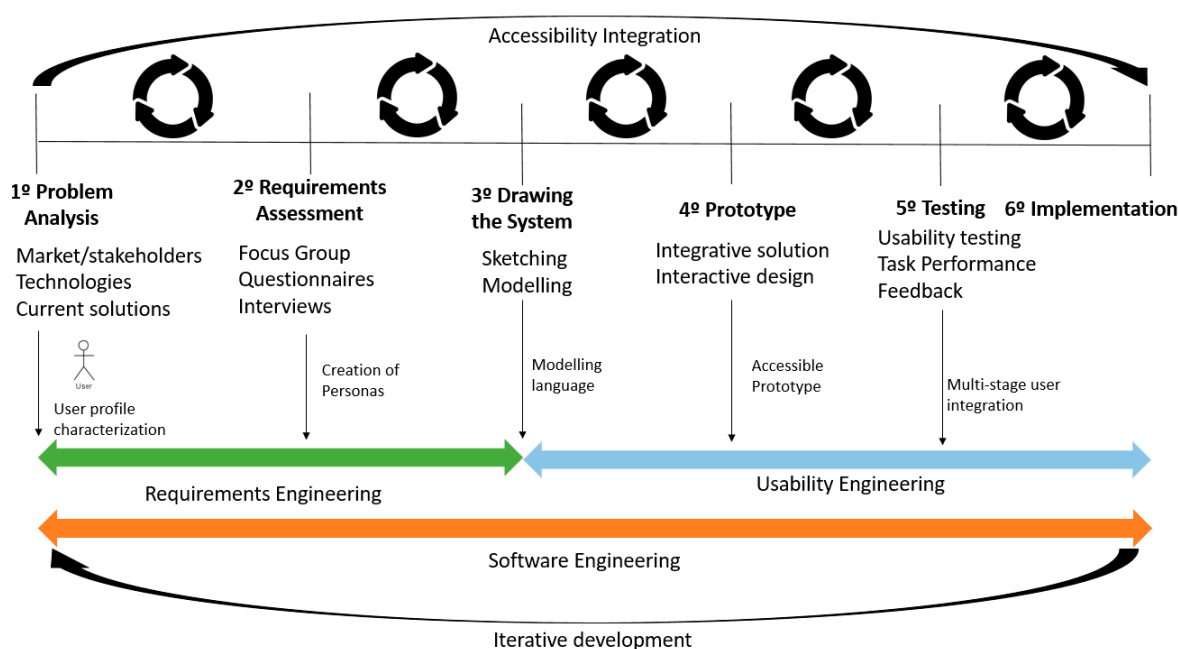 Accessibility Integration
1º Problem
Analysis
Market/stakeholders
Technologies
Current solutions
User
User profile
characterization
2º Requirements
Assessment
Focus Group
Questionnaires
Interviews
Creation of
Personas
3º Drawing
the System
Sketching
Modelling
Modelling
language
4º Prototype
Integrative solution
Interactive design
Accessible
Prototype
5º Testing
Usability testing
Task Performance
Feedback
Multi-stage user
integration
6º Implementation
Requirements Engineering
Usability Engineering
Software Engineering
Iterative development